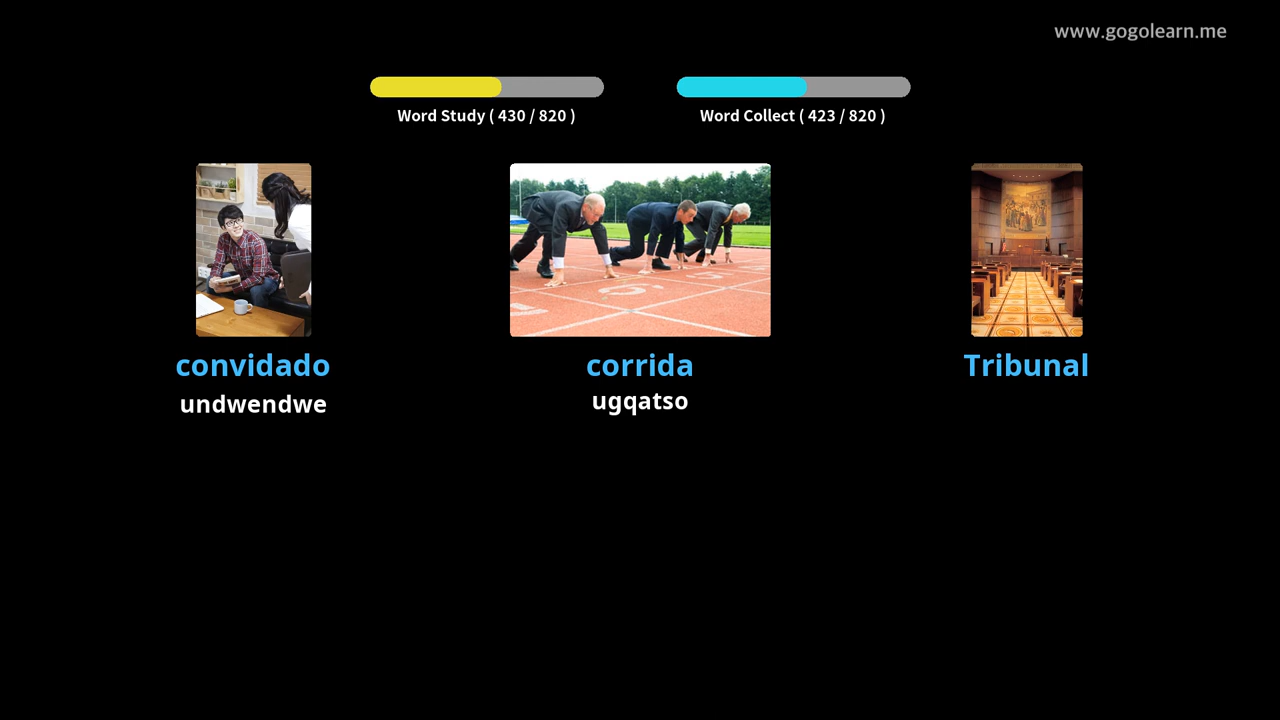 www.gogolearn.me
Word Study ( 430 / 820 )
Word Collect ( 423 / 820 )
convidado
undwendwe
corrida
ugqatso
Tribunal